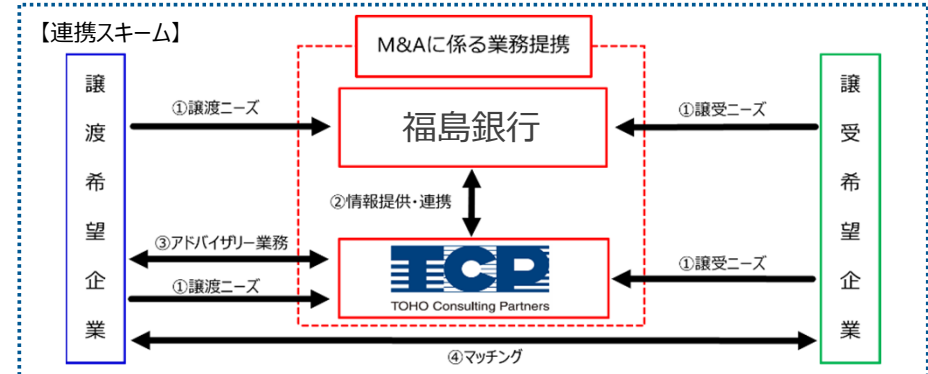 【連携スキーム】
M&Aに係る業務提携
譲渡希望企業
①譲渡ニーズ
福島銀行
①譲受ニーズ
譲受希望企業
②情報提供・連携
③アドバイザリー業務
TCP
TOHO Consulting Partners
①譲受ニーズ
①譲渡ニーズ
④マッチング